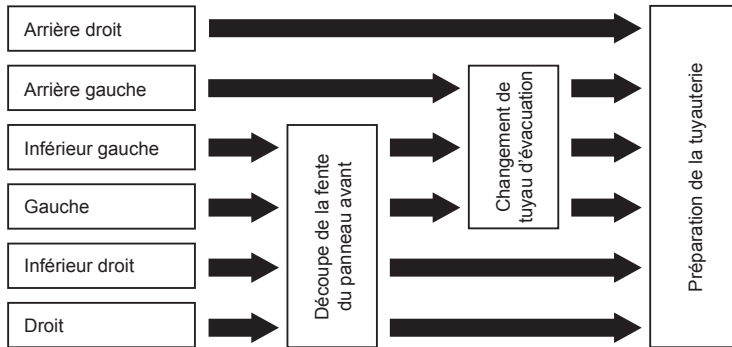 Arrière droit
Arrière gauche
Inférieur gauche
Gauche
Inférieur droit
Droit
Découpe de la fente
du panneau avant
Changement de
tuyau d'évacuation
Préparation de la tuyauterie